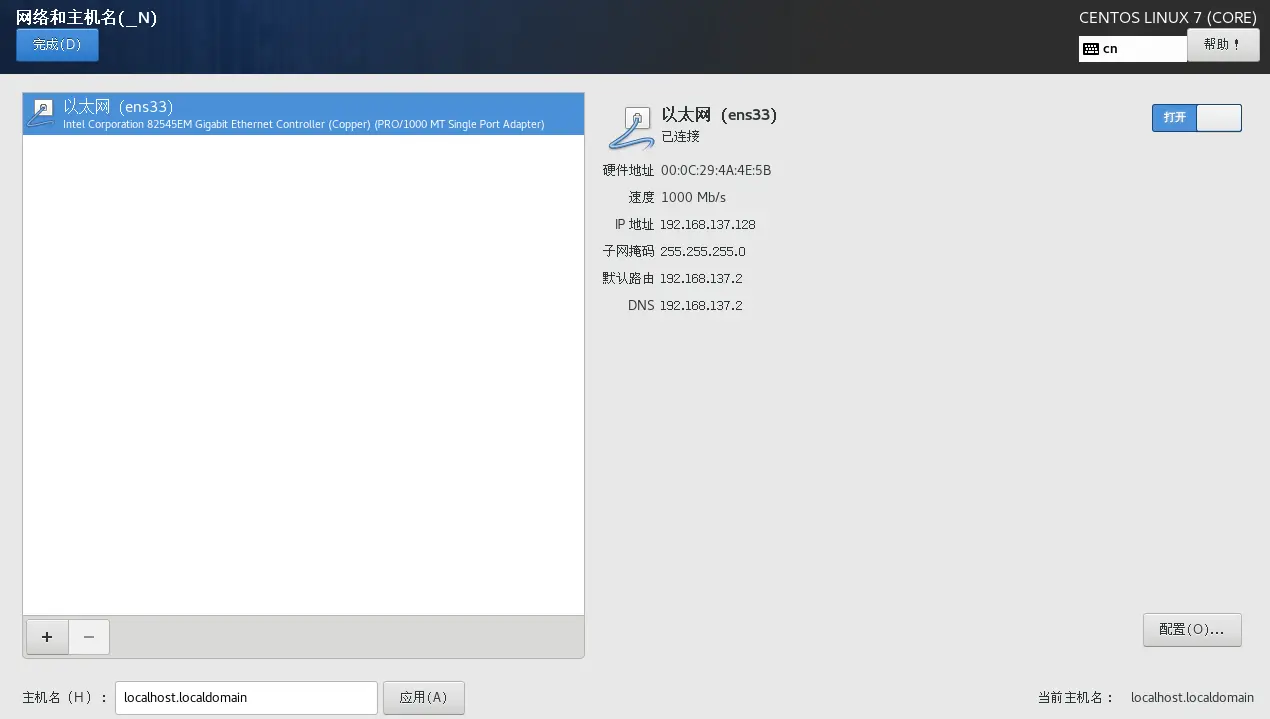 网络和主机名(_N)
完成(D)
CENTOS LINUX 7 (CORE)
cn
帮助！
以太网（ens33）
Intel Corporation 82545EM Gigabit Ethernet Controller (Copper) (PRO/1000 MT Single Port Adapter)
以太网（ens33）
已连接
打开
硬件地址 00:0C:29:4A:4E:5B
速度 1000 Mb/s
IP 地址 192.168.137.128
子网掩码 255.255.255.0
默认路由 192.168.137.2
DNS 192.168.137.2
+ −
配置(O)...
主机名（H）： localhost.localdomain 应用(A)
当前主机名： localhost.localdomain